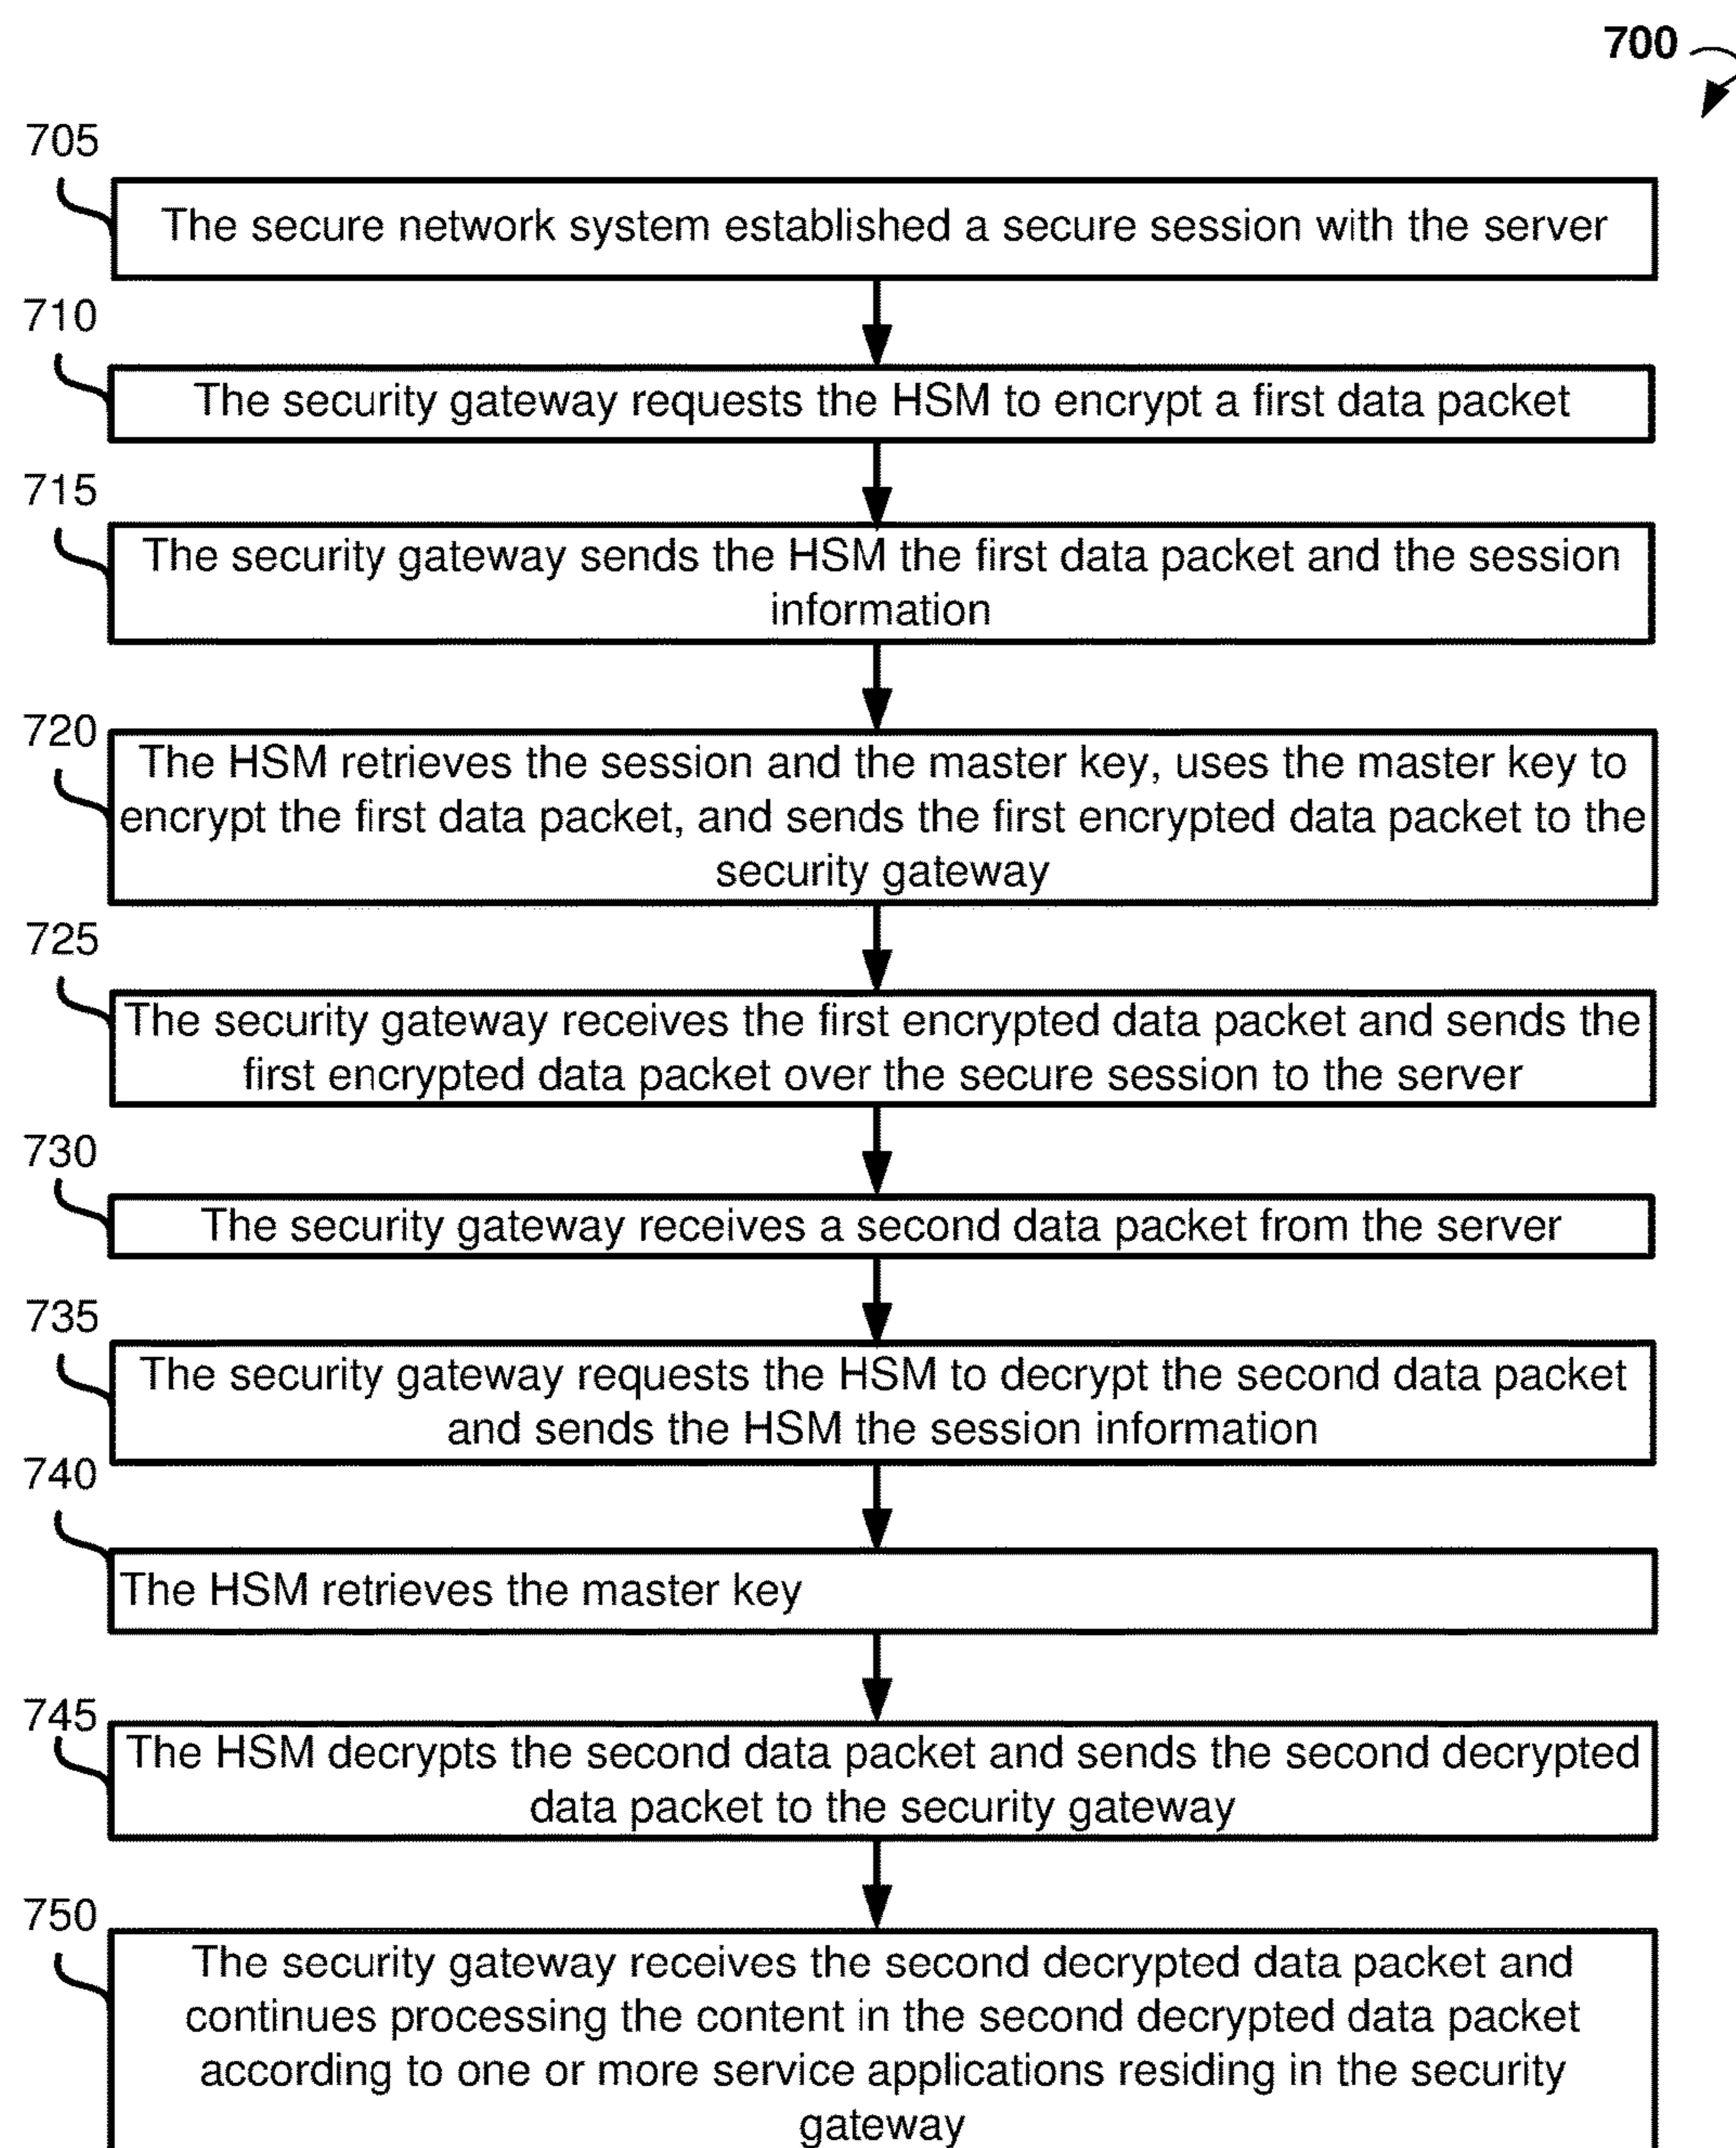 700
705
The secure network system established a secure session with the server
710
The security gateway requests the HSM to encrypt a first data packet
715
The security gateway sends the HSM the first data packet and the session
information
720
The HSM retrieves the session and the master key, uses the master key to
encrypt the first data packet, and sends the first encrypted data packet to the
security gateway
725
The security gateway receives the first encrypted data packet and sends the
first encrypted data packet over the secure session to the server
730
The security gateway receives a second data packet from the server
735
The security gateway requests the HSM to decrypt the second data packet
and sends the HSM the session information
740
The HSM retrieves the master key
745
The HSM decrypts the second data packet and sends the second decrypted
data packet to the security gateway
750
The security gateway receives the second decrypted data packet and
continues processing the content in the second decrypted data packet
according to one or more service applications residing in the security
gateway